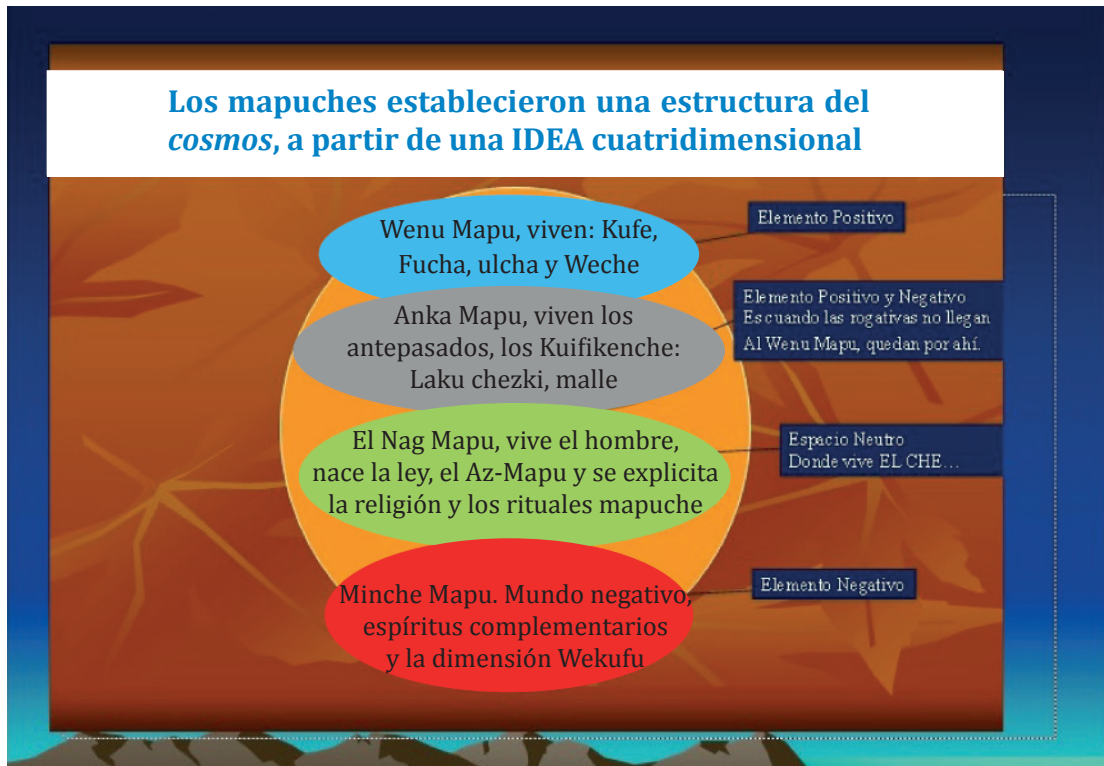 Los mapuches establecieron una estructura del
cosmos, a partir de una IDEA cuatridimensional
Wenu Mapu, viven: Kufe,
Fucha, ulcha y Weche
Elemento Positivo
Anka Mapu, viven los
antepasados, los Kuifikenche:
Laku chezki, malle
Elemento Positivo y Negativo
Es cuando las rogativas no llegan
Al Wenu Mapu, quedan por ahí.
El Nag Mapu, vive el hombre,
nace la ley, el Az-Mapu y se explicita
la religión y los rituales mapuche
Espacio Neutro
Donde vive EL CHE...
Minche Mapu. Mundo negativo,
espíritus complementarios
y la dimensión Wekufu
Elemento Negativo